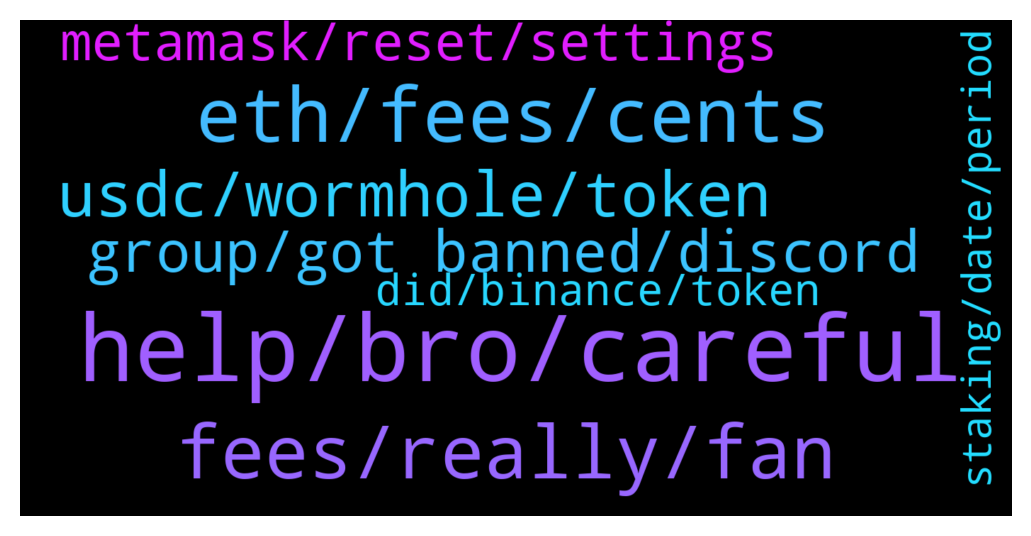 metamask/reset/settings
eth/fees/cents
usdc/wormhole/token
group/got banned/discord
did/binance/token
help/bro/careful
fees/really/fan
staking/date/period